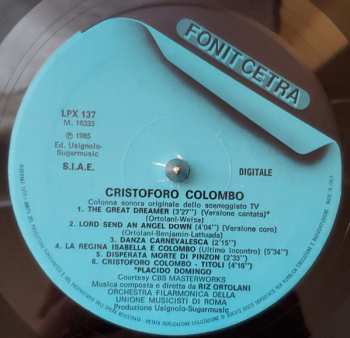 FONIT CETRA
LPX 137
M. 16333
℗ 1985
Ed. Usignolo-
Sugarmusic
S.I.A.E.
DIGITALE
CRISTOFORO COLOMBO
Colonna sonora originale dello sceneggiato TV
1. THE GREAT DREAMER (3'27") (Versione cantata)*
(Ortolani-Weiss)
2. LORD SEND AN ANGEL DOWN (4'04") (Versione coro)
(Ortolani-Benjamin-Lathuada)
3. DANZA CARNEVALESCA (2'15")
4. LA REGINA ISABELLA E COLOMBO (Ultimo incontro) (5'34")
5. DISPERATA MORTE DI PINZON (2'33")
6. CRISTOFORO COLOMBO - TITOLI (4'16")
*PLACIDO DOMINGO
Courtesy CBS MASTERWORKS
Musica composta e diretta da RIZ ORTOLANI
ORCHESTRA FILARMONICA DELLA
UNIONE MUSICISTI DI ROMA
Produzione Usignolo-Sugarmusic